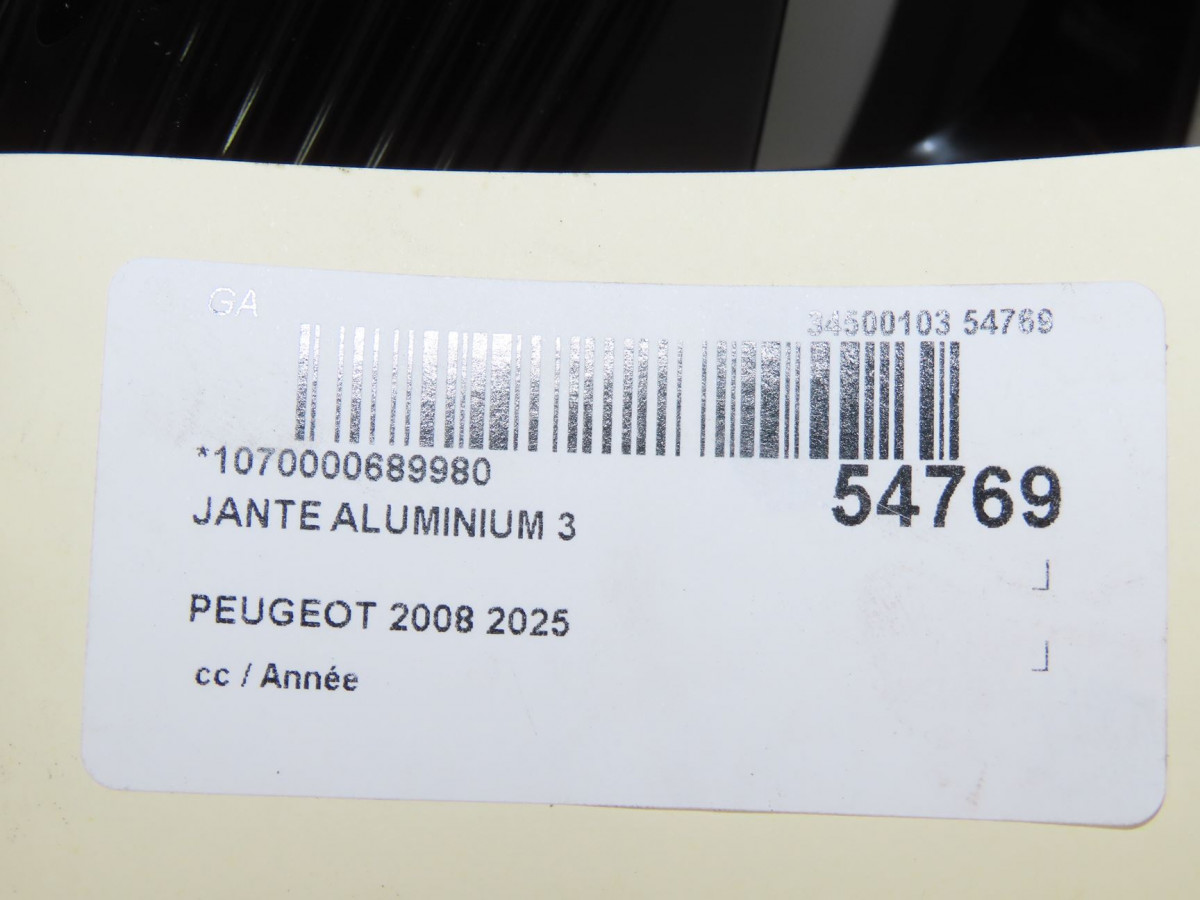 GA
34500103 54769
*1070000689980
54769
JANTE ALUMINIUM 3
PEUGEOT 2008 2025
cc / Année